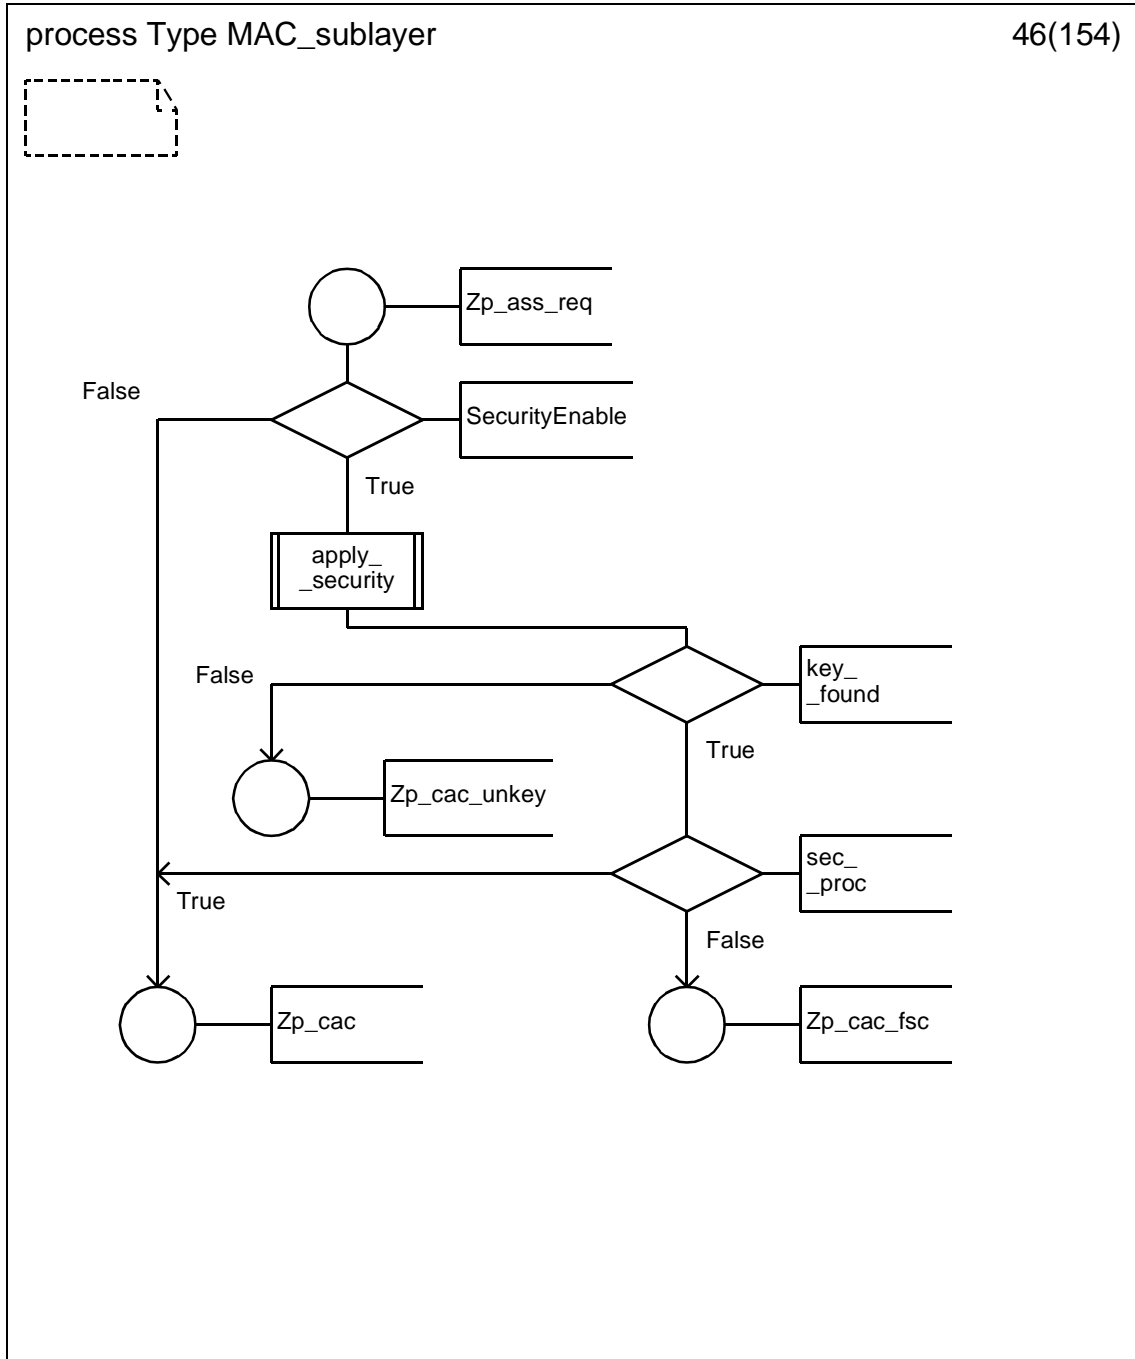 process Type MAC_sublayer
46(154)
Zp_ass_req
False
SecurityEnable
True
apply_
_security
False
key_
_found
True
Zp_cac_unkey
sec_
_proc
True
False
Zp_cac
Zp_cac_fsc